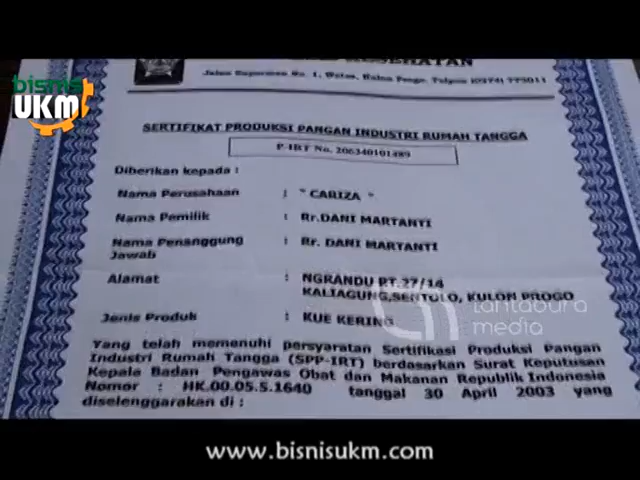 bisnis
UKM
KESEHATAN
Jalan Suparman No. 1, Wates, Kulon Progo. Telpon (0274) 773011
SERTIFIKAT PRODUKSI PANGAN INDUSTRI RUMAH TANGGA
P-IRT No. 206340101489
Diberikan kepada :
Nama Perusahaan : " CARIZA "
Nama Pemilik : Rr.DANI MARTANTI
Nama Penanggung : Rr. DANI MARTANTI
Jawab
Alamat : NGRANDU RT.27/14
KALIAGUNG,SENTOLO, KULON PROGO
tantabura
media
Jenis Produk : KUE KERING
Yang telah memenuhi persyaratan Sertifikasi Produksi Pangan
Industri Rumah Tangga (SPP-IRT) berdasarkan Surat Keputusan
Kepala Badan Pengawas Obat dan Makanan Republik Indonesia
Nomor : HK.00.05.5.1640 tanggal 30 April 2003 yang
diselenggarakan di :
www.bisnisukm.com